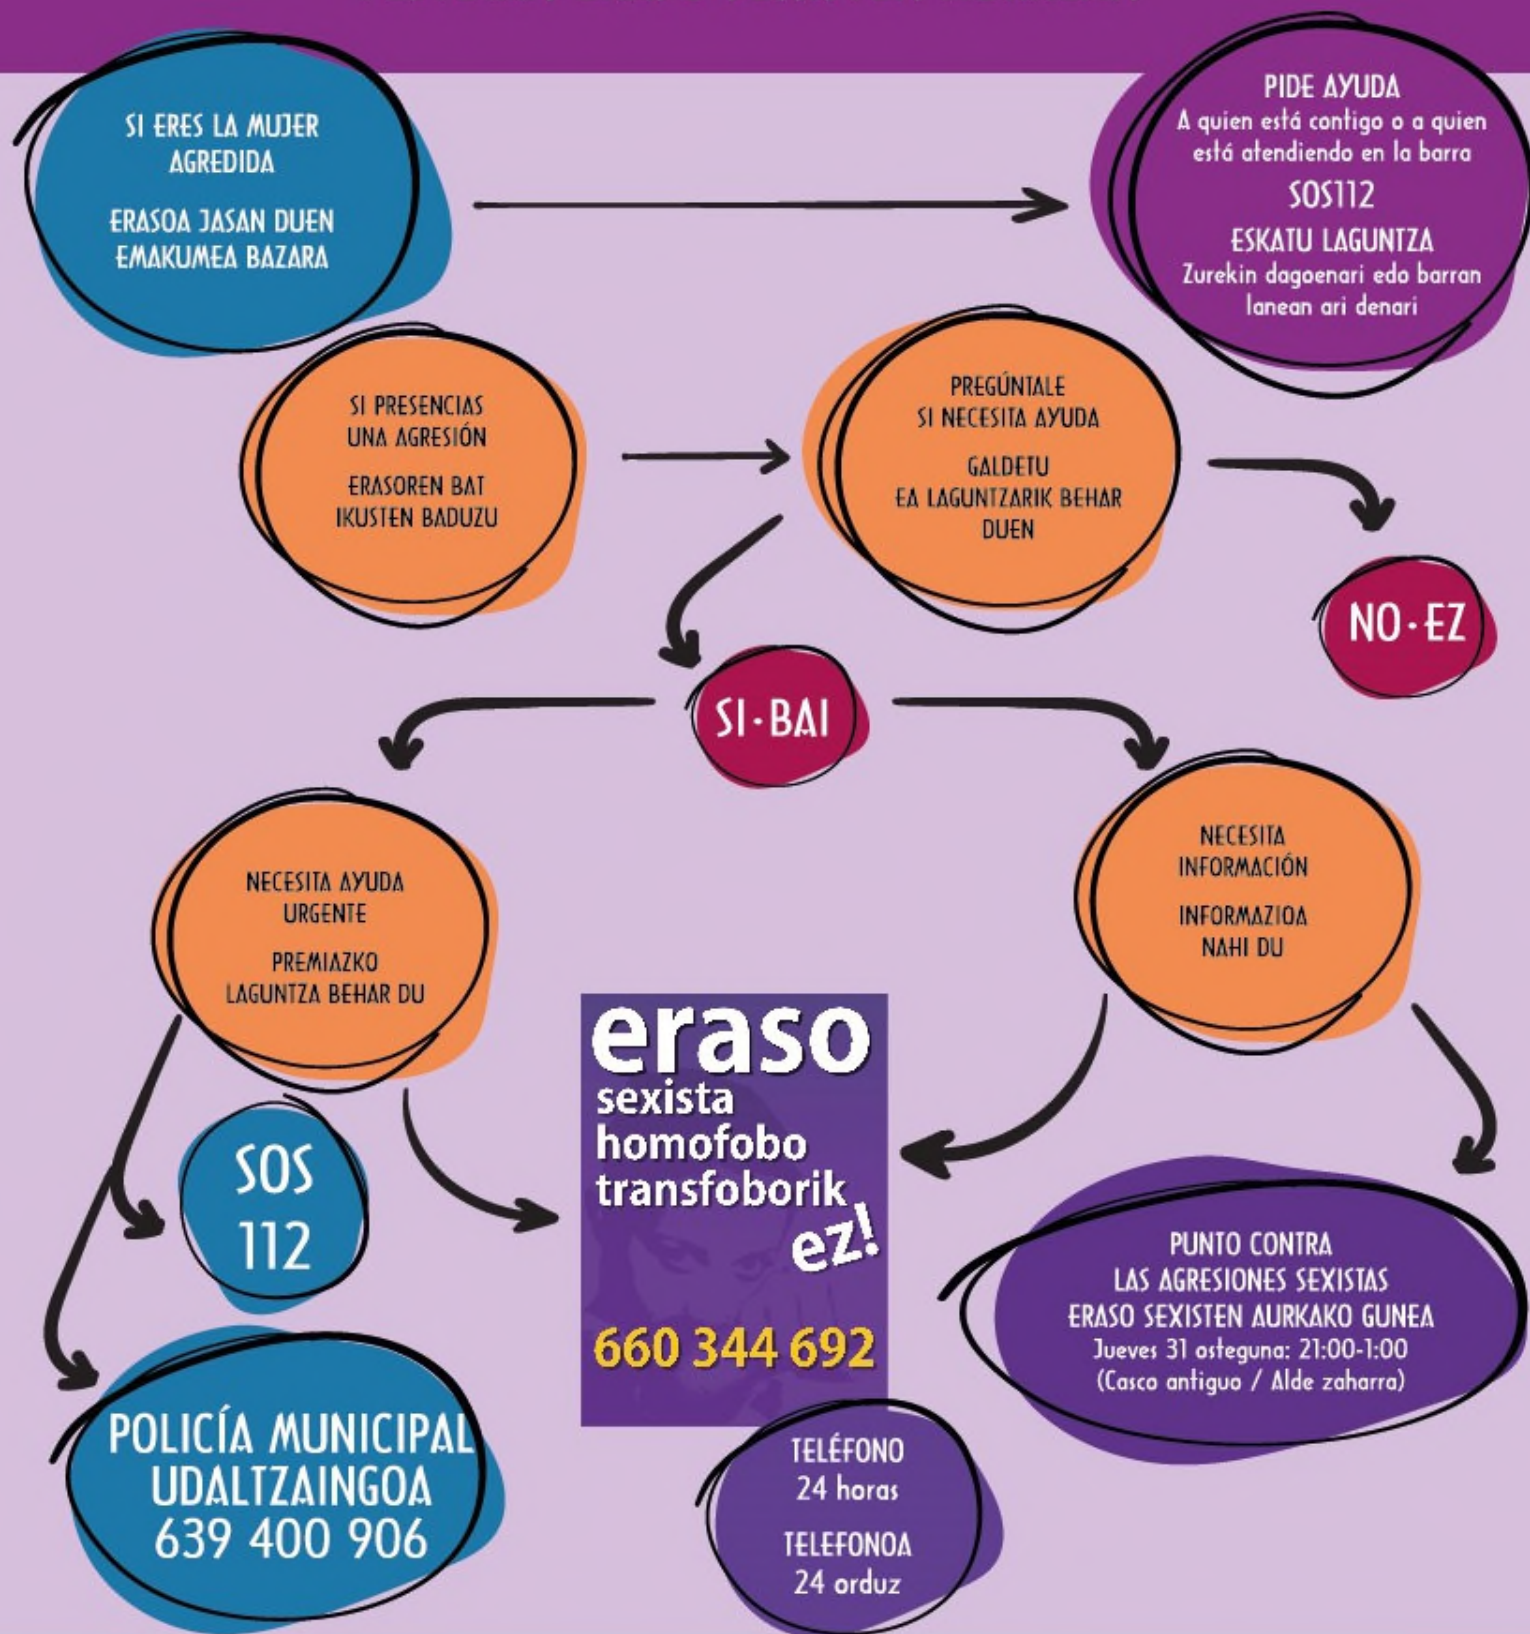 SI ERES LA MUJER
AGREDIDA
ERASOA JASAN DUEN
EMAKUMEA BAZARA
PIDE AYUDA
A quien está contigo o a quien
está atendiendo en la barra
SOS112
ESKATU LAGUNTZA
Zurekin dagoenari edo barran
lanean ari denari
SI PRESENCIAS
UNA AGRESIÓN
ERASOREN BAT
IKUSTEN BADUZU
PREGÚNTALE
SI NECESITA AYUDA
GALDETU
EA LAGUNTZARIK BEHAR
DUEN
NO·EZ
SI·BAI
NECESITA AYUDA
URGENTE
PREMIAZKO
LAGUNTZA BEHAR DU
NECESITA
INFORMACIÓN
INFORMAZIOA
NAHI DU
SOS
112
POLICÍA MUNICIPAL
UDALTZAINGOA
639 400 906
eraso
sexista
homofobo
transfoborik
ez!
660 344 692
TELÉFONO
24 horas
TELEFONOA
24 orduz
PUNTO CONTRA
LAS AGRESIONES SEXISTAS
ERASO SEXISTEN AURKAKO GUNEA
Jueves 31 osteguna: 21:00-1:00
(Casco antiguo / Alde zaharra)